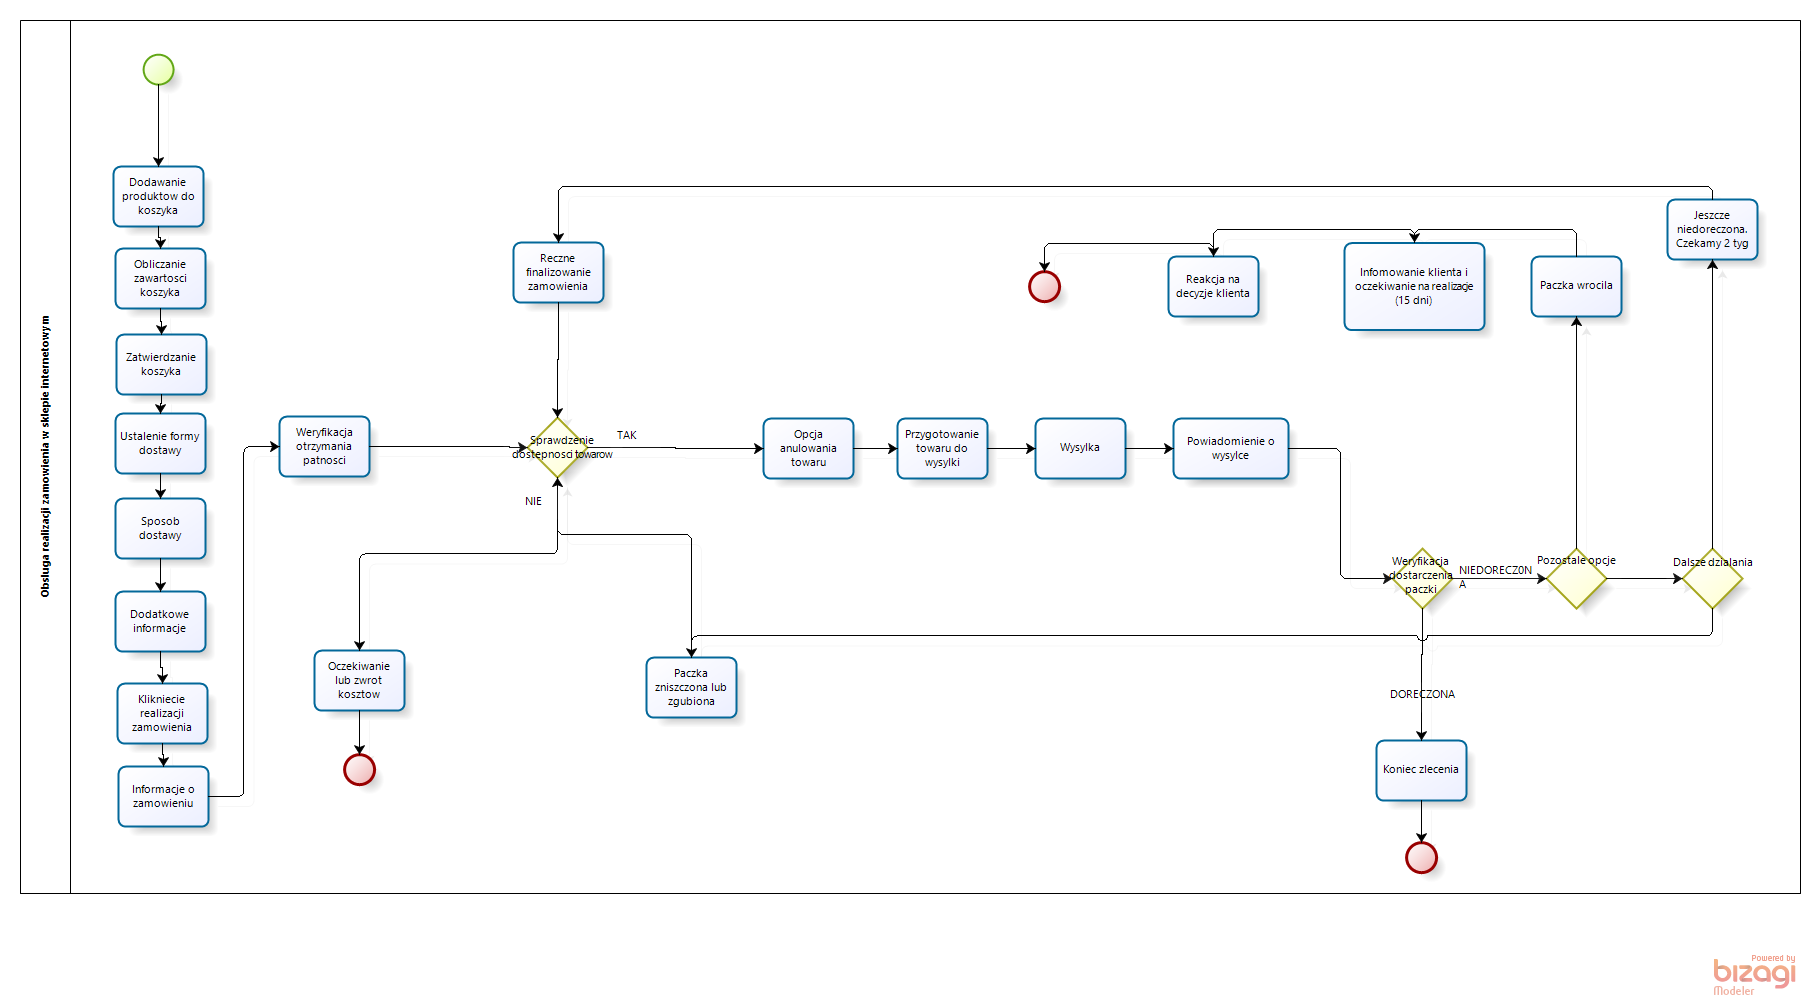 Obsluga realizacji zamowienia w sklepie internetowym
Dodawanie
produktow do
koszyka
Obliczanie
zawartosci
koszyka
Zatwierdzanie
koszyka
Ustalenie formy
dostawy
Sposob
dostawy
Dodatkowe
informacje
Klikniecie
realizacji
zamowienia
Informacje o
zamowieniu
Weryfikacja
otrzymania
patnosci
Reczne
finalizowanie
zamowienia
Sprawdzenie
dostepnosci towarow
TAK
NIE
Oczekiwanie
lub zwrot
kosztow
Paczka
zniszczona lub
zgubiona
Opcja
anulowania
towaru
Przygotowanie
towaru do
wysylki
Wysylka
Powiadomienie o
wysylce
Reakcja na
decyzje klienta
Infomowanie klienta i
oczekiwanie na realizacje
(15 dni)
Paczka wrocila
Jeszcze
niedoreczona.
Czekamy 2 tyg
Weryfikacja
dostarczenia
paczki
NIEDORECZ0N
A
Pozostale opcje
Dalsze dzialania
DORECZONA
Koniec zlecenia
Powered by
bizagi
Modeler